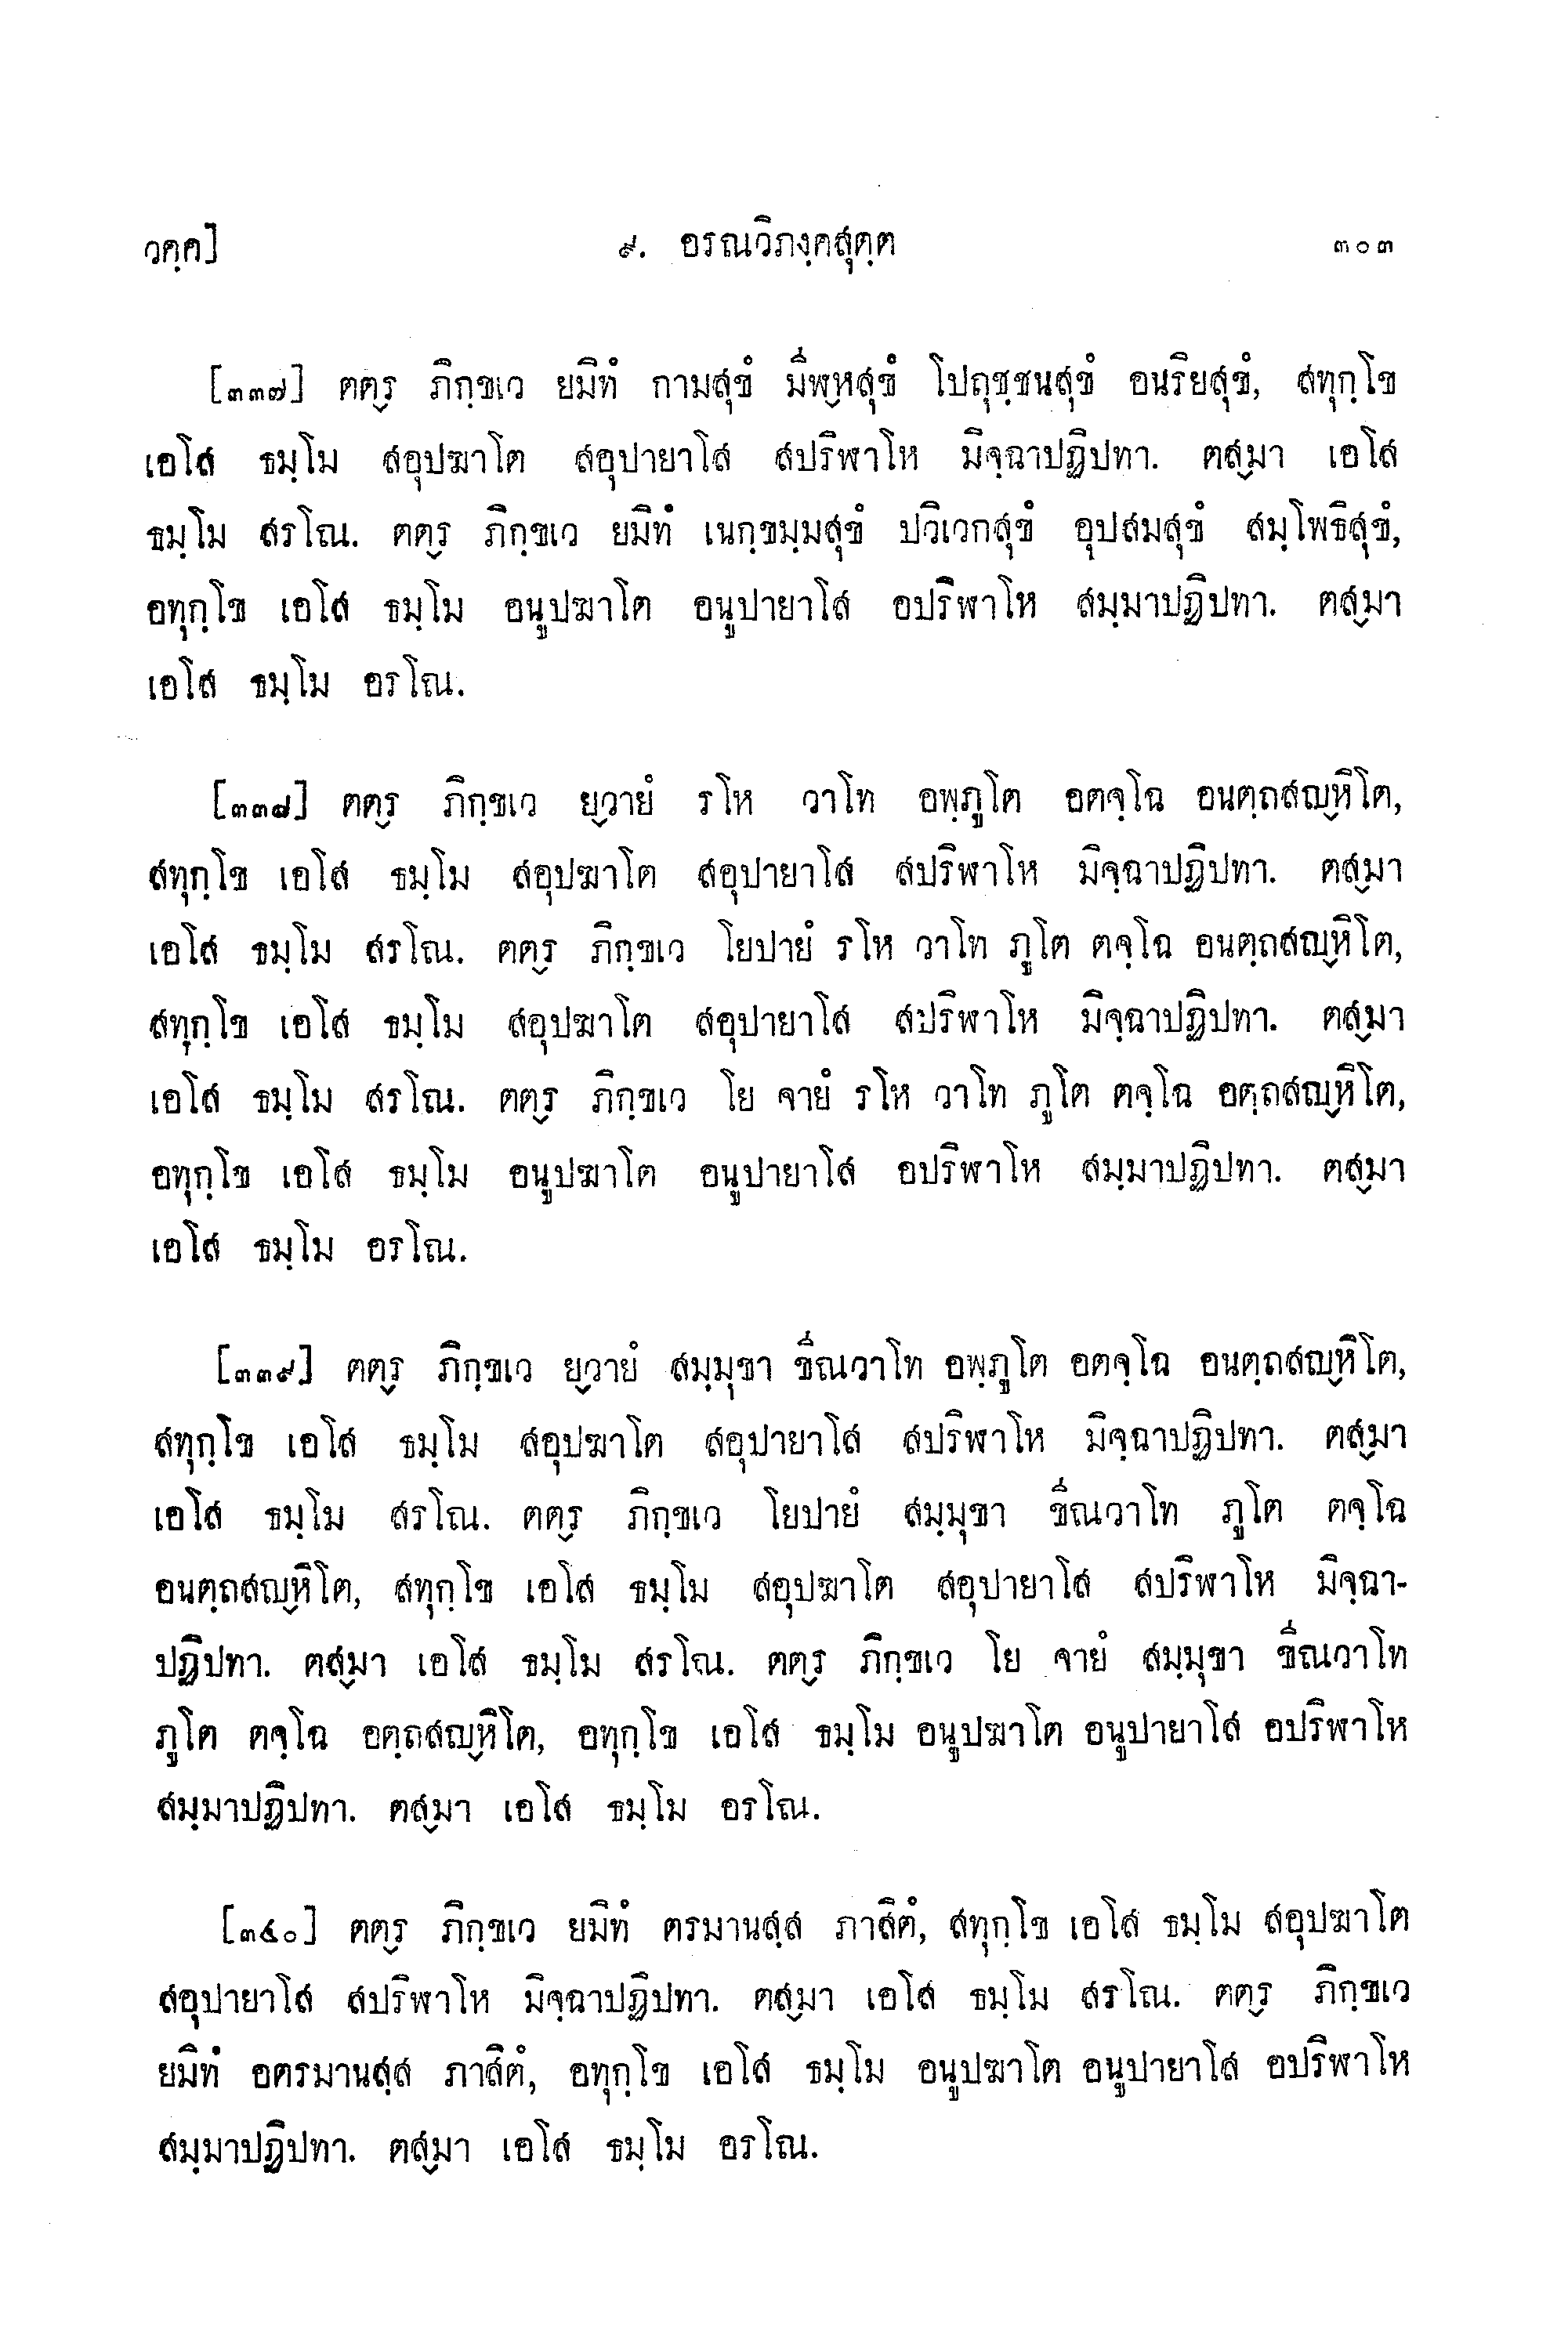 วคฺค]
๙. อรณวิภงฺคสุตฺต
๓๐๓
[๓๓๗] ตต๎ร ภิกฺขเว ยมิทํ กามสุขํ มีฬ๎หสุขํ โปถุชฺชนสุขํ อนริยสุขํ, สทุกฺโข
เอโส ธมฺโม สอุปฆาโต สอุปายาโส สปริฬาโห มิจฺฉาปฏิปทา. ตส๎มา เอโส
ธมฺโม สรโณ. ตต๎ร ภิกฺขเว ยมิทํ เนกฺขมฺมสุขํ ปวิเวกสุขํ อุปสมสุขํ สมฺโพธิสุขํ,
อทุกฺโข เอโส ธมฺโม อนูปฆาโต อนูปายาโส อปริฬาโห สมฺมาปฏิปทา. ตส๎มา
เอโส ธมฺโม อรโณ.
[๓๓๘] ตต๎ร ภิกฺขเว ย๎วายํ รโห วาโท อพฺภูโต อตจฺโฉ อนตฺถสญ๎หิโต,
สทุกฺโข เอโส ธมฺโม สอุปฆาโต สอุปายาโส สปริฬาโห มิจฺฉาปฏิปทา. ตส๎มา
เอโส ธมฺโม สรโณ. ตต๎ร ภิกฺขเว โยปายํ รโห วาโท ภูโต ตจฺโฉ อนตฺถสญ๎หิโต,
สทุกฺโข เอโส ธมฺโม สอุปฆาโต สอุปายาโส สปริฬาโห มิจฺฉาปฏิปทา. ตส๎มา
เอโส ธมฺโม สรโณ. ตต๎ร ภิกฺขเว โย จายํ รโห วาโท ภูโต ตจฺโฉ อตฺถสญ๎หิโต,
อทุกฺโข เอโส ธมฺโม อนูปฆาโต อนูปายาโส อปริฬาโห สมฺมาปฏิปทา. ตส๎มา
เอโส ธมฺโม อรโณ.
[๓๓๙] ตต๎ร ภิกฺขเว ย๎วายํ สมฺมุขา ขีณวาโท อพฺภูโต อตจฺโฉ อนตฺถสญ๎หิโต,
สทุกฺโข เอโส ธมฺโม สอุปฆาโต สอุปายาโส สปริฬาโห มิจฺฉาปฏิปทา. ตส๎มา
เอโส ธมฺโม สรโณ. ตต๎ร ภิกฺขเว โยปายํ สมฺมุขา ขีณวาโท ภูโต ตจฺโฉ
อนตฺถสญ๎หิโต, สทุกฺโข เอโส ธมฺโม สอุปฆาโต สอุปายาโส สปริฬาโห มิจฺฉา-
ปฏิปทา. ตส๎มา เอโส ธมฺโม สรโณ. ตต๎ร ภิกฺขเว โย จายํ สมฺมุขา ขีณวาโท
ภูโต ตจฺโฉ อตฺถสญ๎หิโต, อทุกฺโข เอโส ธมฺโม อนูปฆาโต อนูปายาโส อปริฬาโห
สมฺมาปฏิปทา. ตส๎มา เอโส ธมฺโม อรโณ.
[๓๔๐] ตต๎ร ภิกฺขเว ยมิทํ ตรมานสฺส ภาสิตํ, สทุกฺโข เอโส ธมฺโม สอุปฆาโต
สอุปายาโส สปริฬาโห มิจฺฉาปฏิปทา. ตส๎มา เอโส ธมฺโม สรโณ. ตต๎ร ภิกฺขเว
ยมิทํ อตรมานสฺส ภาสิตํ, อทุกฺโข เอโส ธมฺโม อนูปฆาโต อนูปายาโส อปริฬาโห
สมฺมาปฏิปทา. ตส๎มา เอโส ธมฺโม อรโณ.